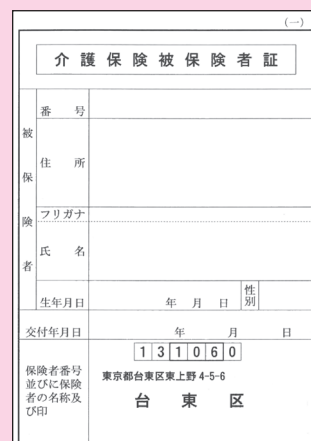 (一)
介護保険被保険者証
被保険者
番号
住所
フリガナ
氏名
生年月日 年 月 日 性別
交付年月日 年 月 日
保険者番号
並びに保険
者の名称及
び印
131060
東京都台東区東上野 4-5-6
台東区